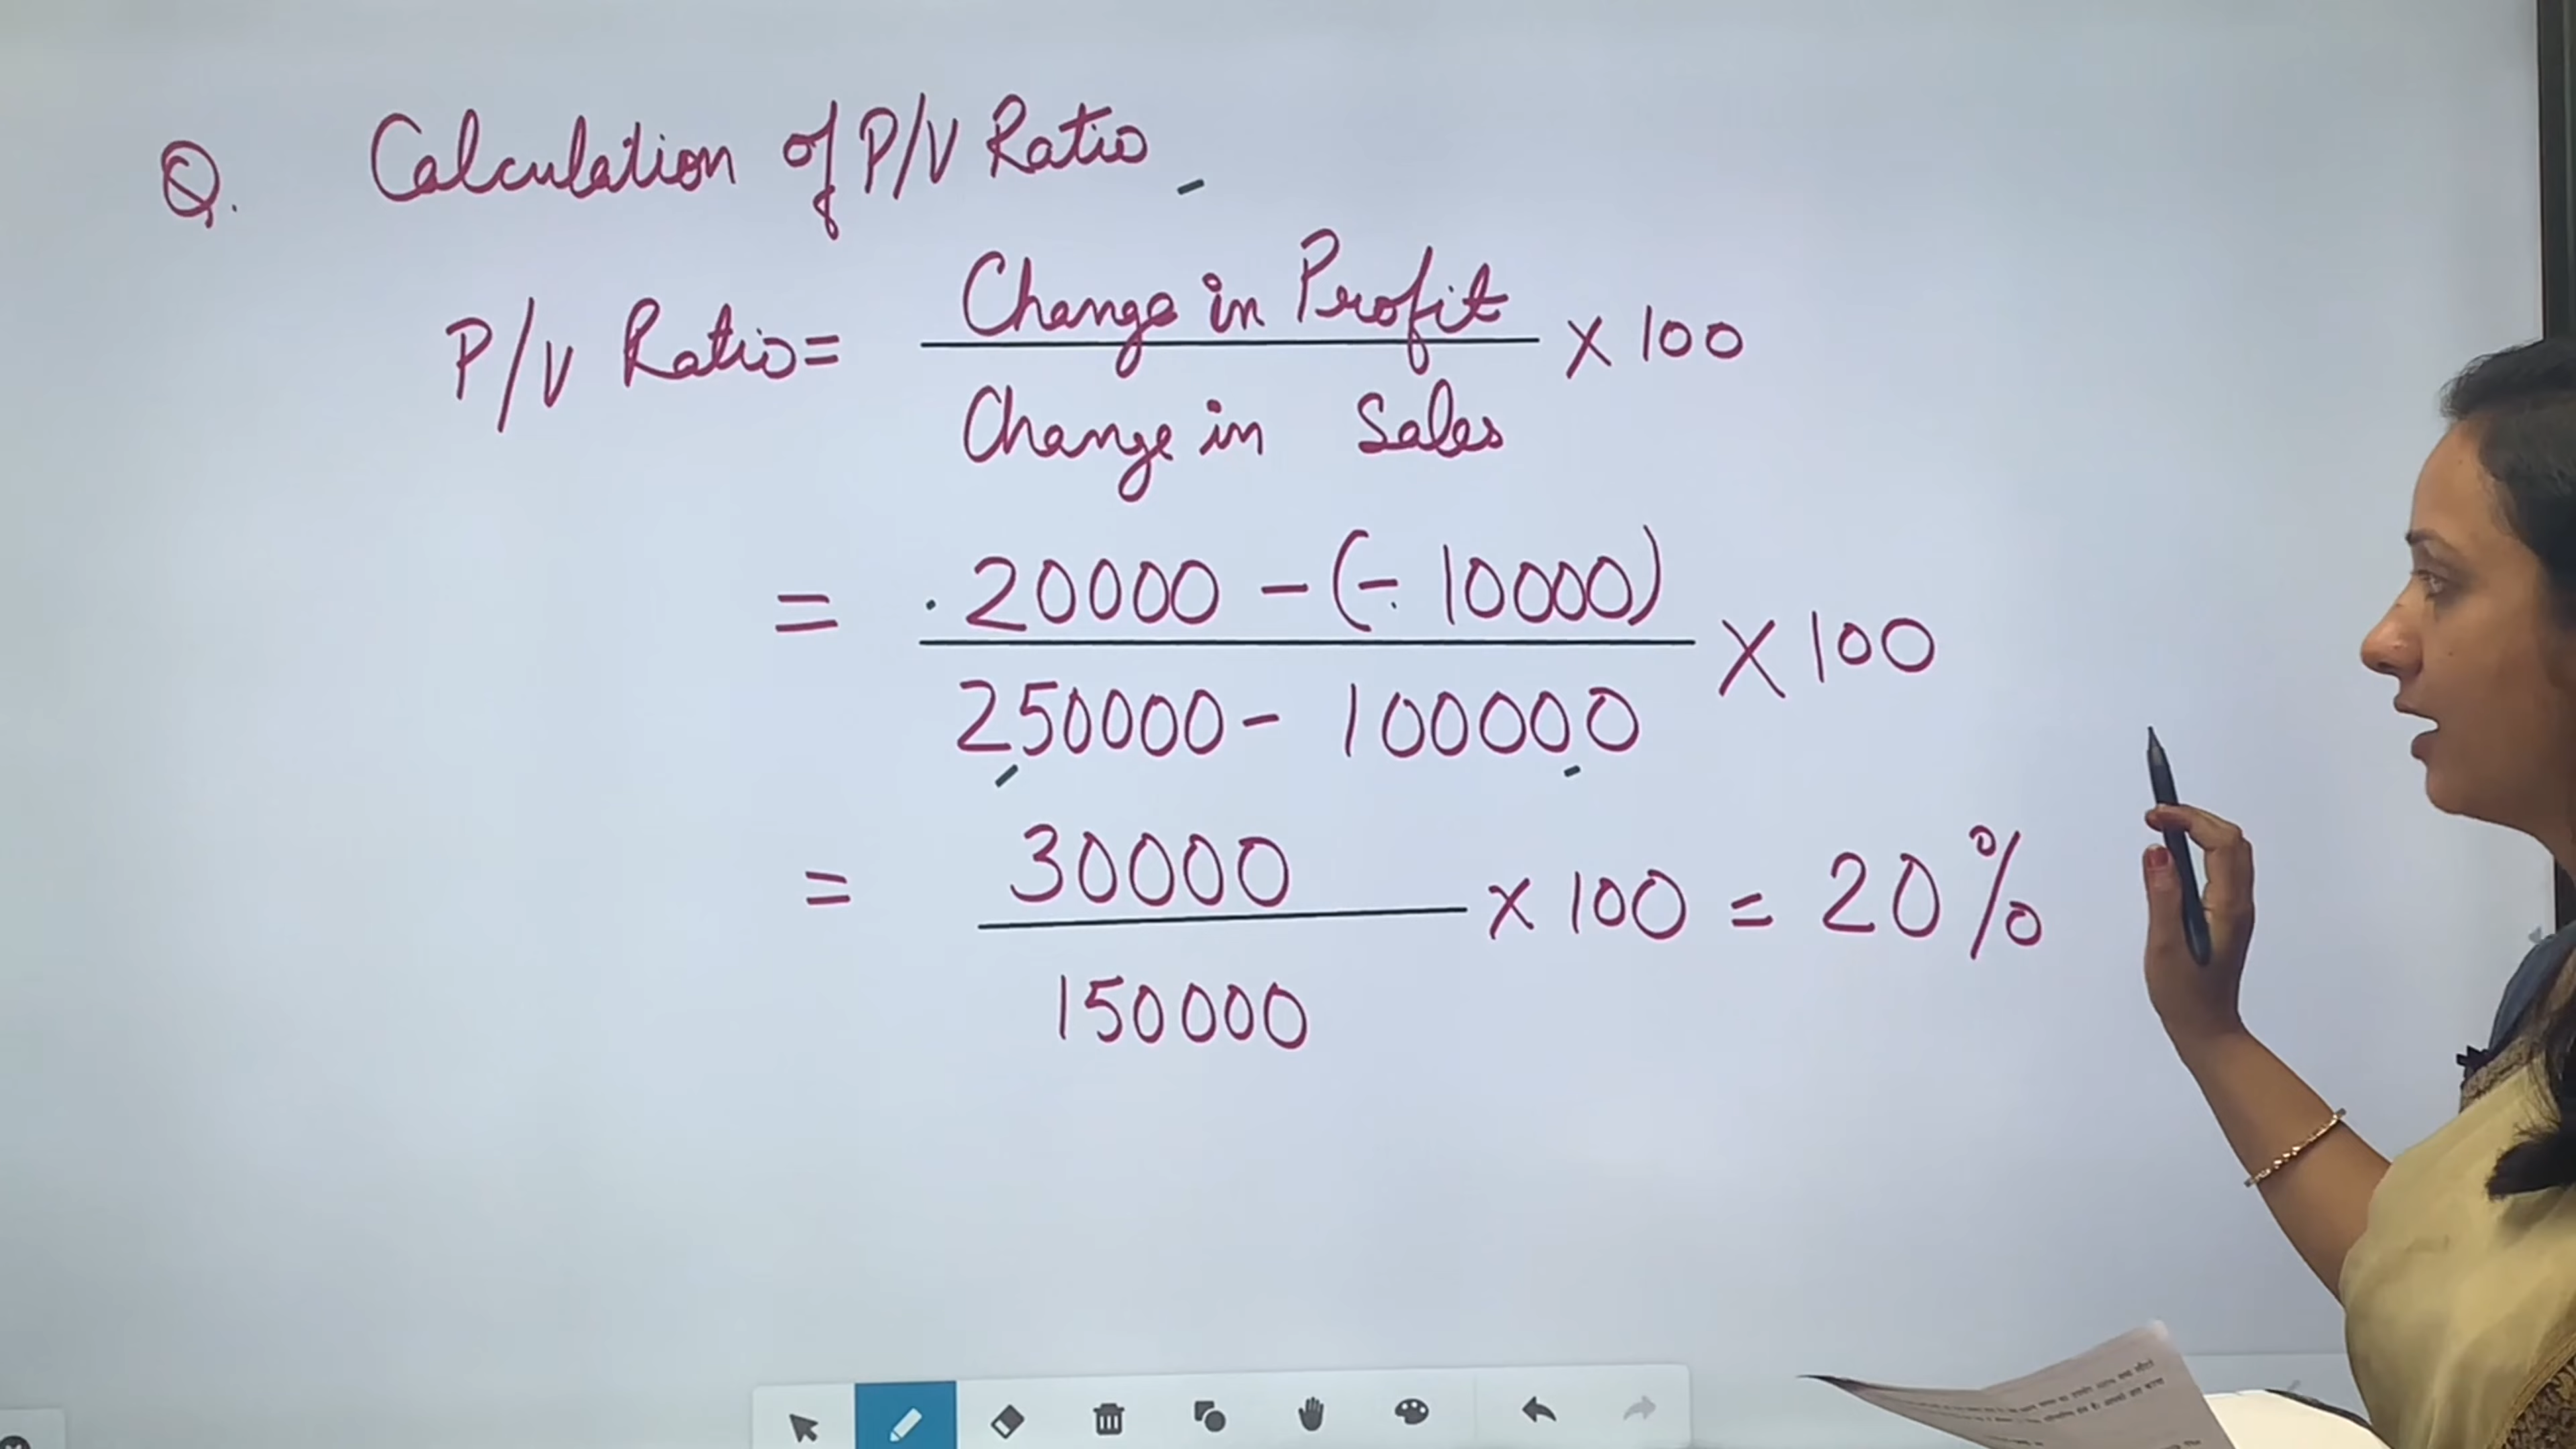 Q. Calculation of P/V Ratio
P/V Ratio = Change in Profit / Change in Sales × 100
= 20000 - (- 10000) / 250000 - 100000 × 100
= 30000 / 150000 × 100 = 20%